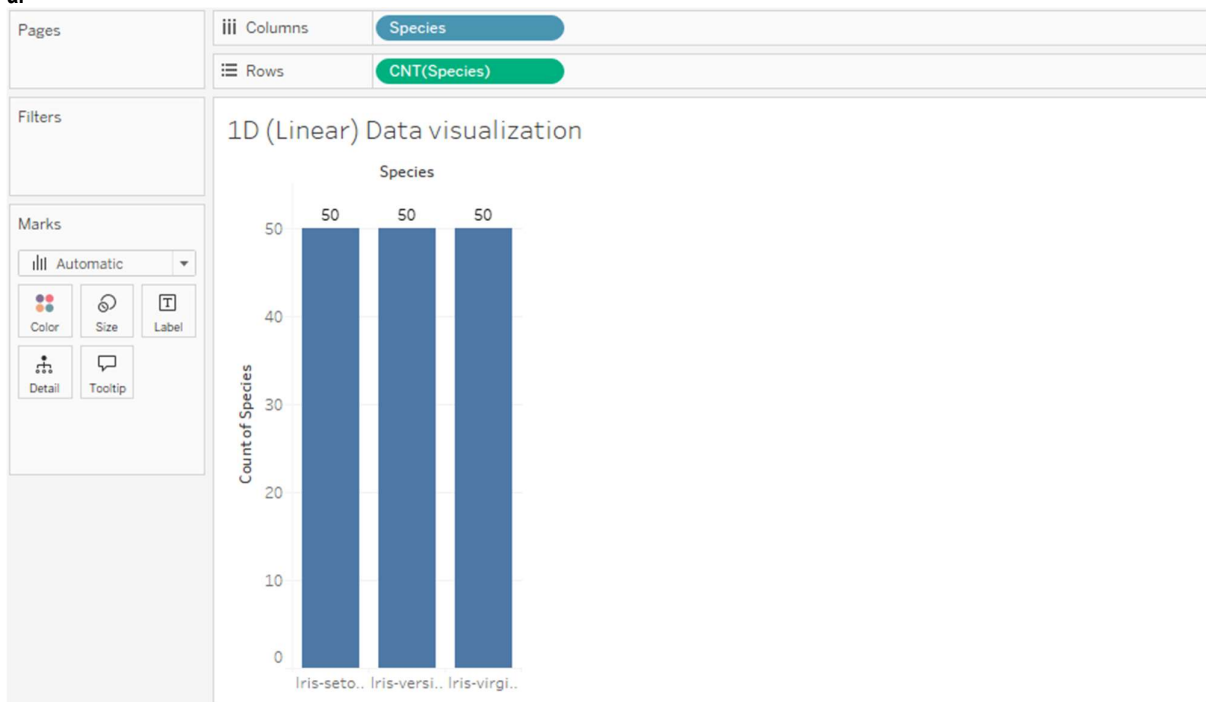 Pages
Columns
Species
Rows
CNT(Species)
Filters
1D (Linear) Data visualization
Species
Marks
Automatic
Color
Size
Label
Detail
Tooltip
50 50 50
50
40
30
20
10
0
Count of Species
Iris-seto.. Iris-versi.. Iris-virgi..